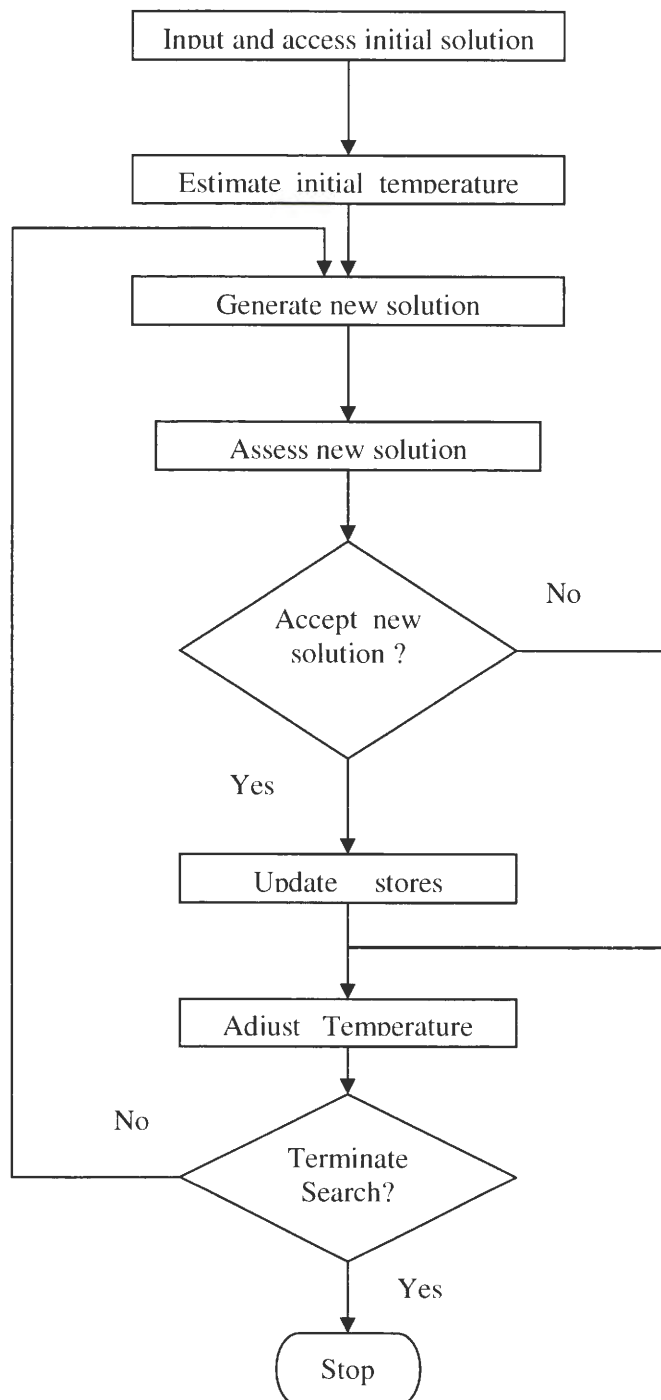 Input and access initial solution
Estimate initial temperature
Generate new solution
Assess new solution
No
Accept new
solution ?
Yes
Update stores
Adjust Temperature
No
Terminate
Search?
Yes
Stop